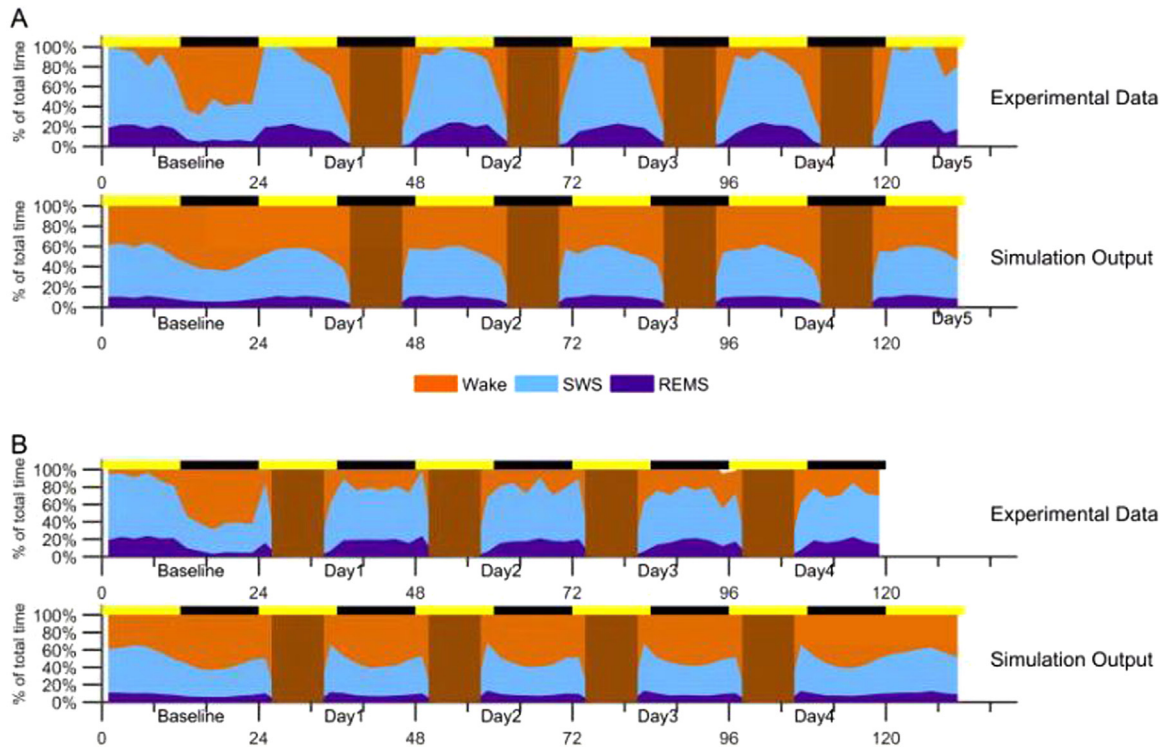 A
% of total time
100%
80%
60%
40%
20%
0%
Baseline Day1 Day2 Day3 Day4 Day5
0 24 48 72 96 120
Experimental Data
% of total time
100%
80%
60%
40%
20%
0%
Baseline Day1 Day2 Day3 Day4 Day5
0 24 48 72 96 120
Simulation Output
Wake SWS REMS
B
% of total time
100%
80%
60%
40%
20%
0%
Baseline Day1 Day2 Day3 Day4
0 24 48 72 96 120
Experimental Data
% of total time
100%
80%
60%
40%
20%
0%
Baseline Day1 Day2 Day3 Day4
0 24 48 72 96 120
Simulation Output